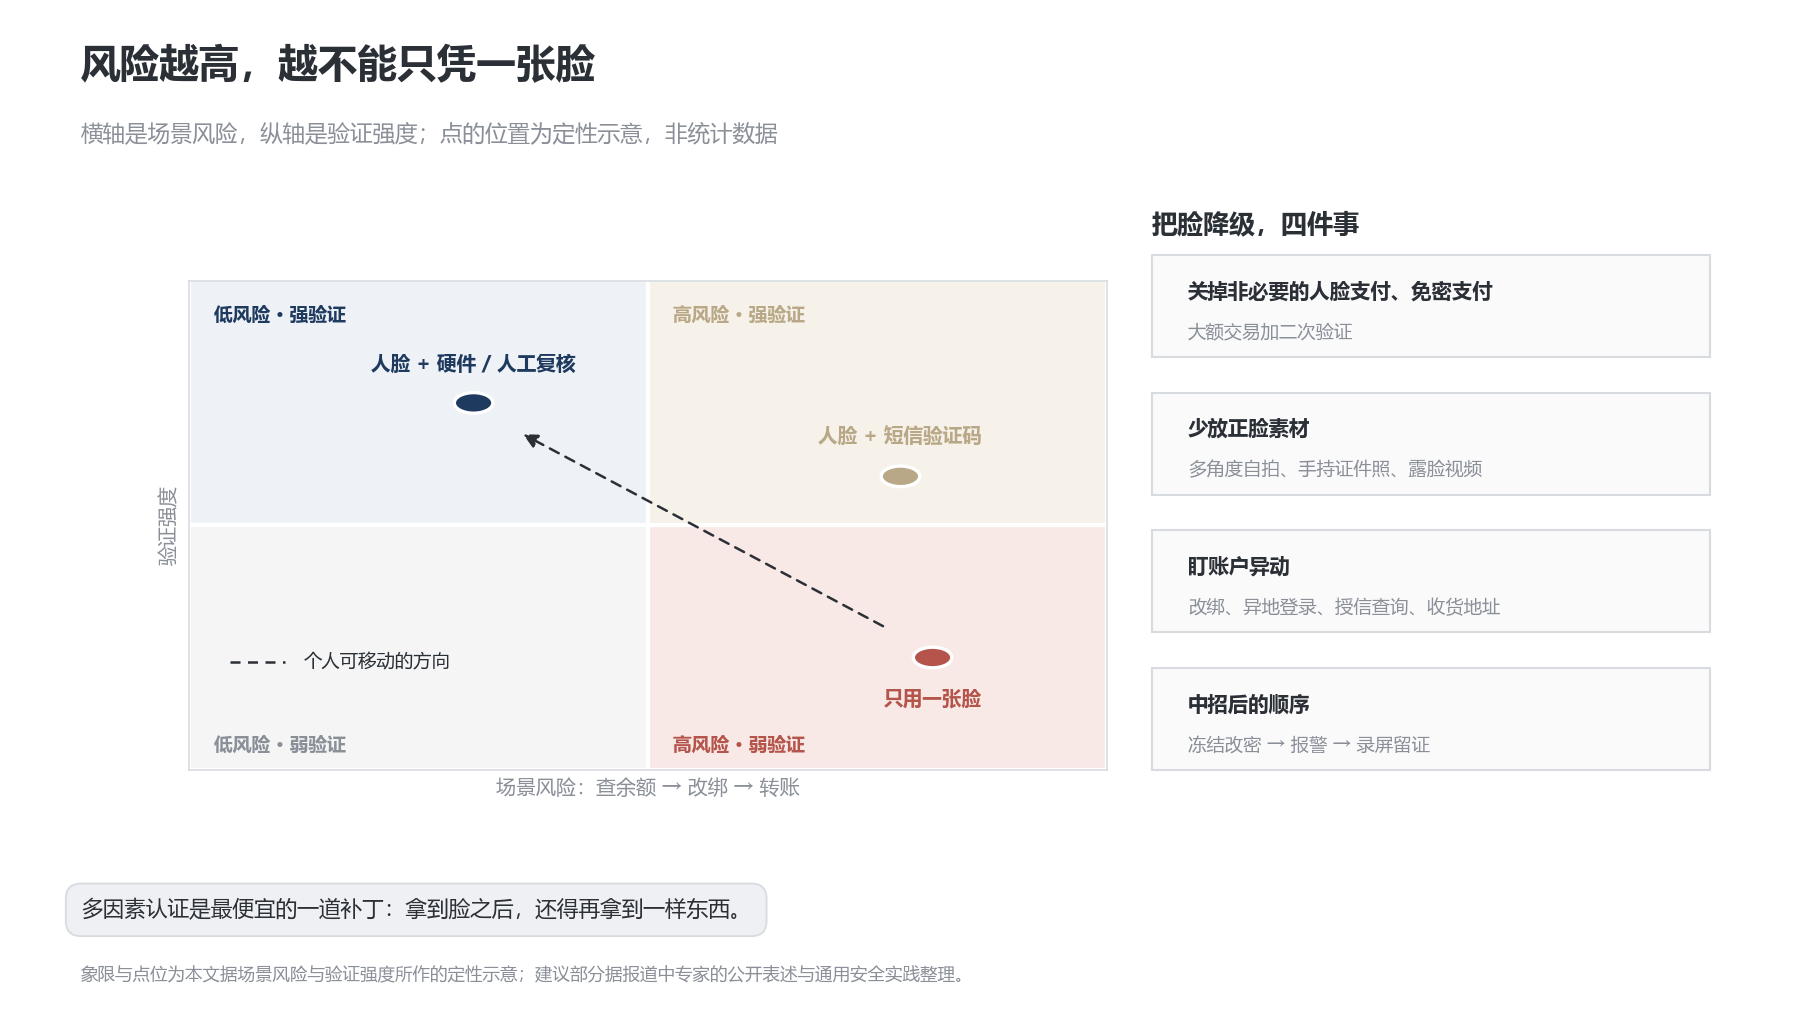 风险越高，越不能只凭一张脸
横轴是场景风险，纵轴是验证强度；点的位置为定性示意，非统计数据
低风险·强验证
高风险·强验证
人脸 + 硬件 / 人工复核
人脸 + 短信验证码
验证强度
个人可移动的方向
只用一张脸
低风险·弱验证
高风险·弱验证
场景风险：查余额 → 改绑 → 转账
把脸降级，四件事
关掉非必要的人脸支付、免密支付
大额交易加二次验证
少放正脸素材
多角度自拍、手持证件照、露脸视频
盯账户异动
改绑、异地登录、授信查询、收货地址
中招后的顺序
冻结改密 → 报警 → 录屏留证
多因素认证是最便宜的一道补丁：拿到脸之后，还得再拿到一样东西。
象限与点位为本文据场景风险与验证强度所作的定性示意；建议部分据报道中专家的公开表述与通用安全实践整理。